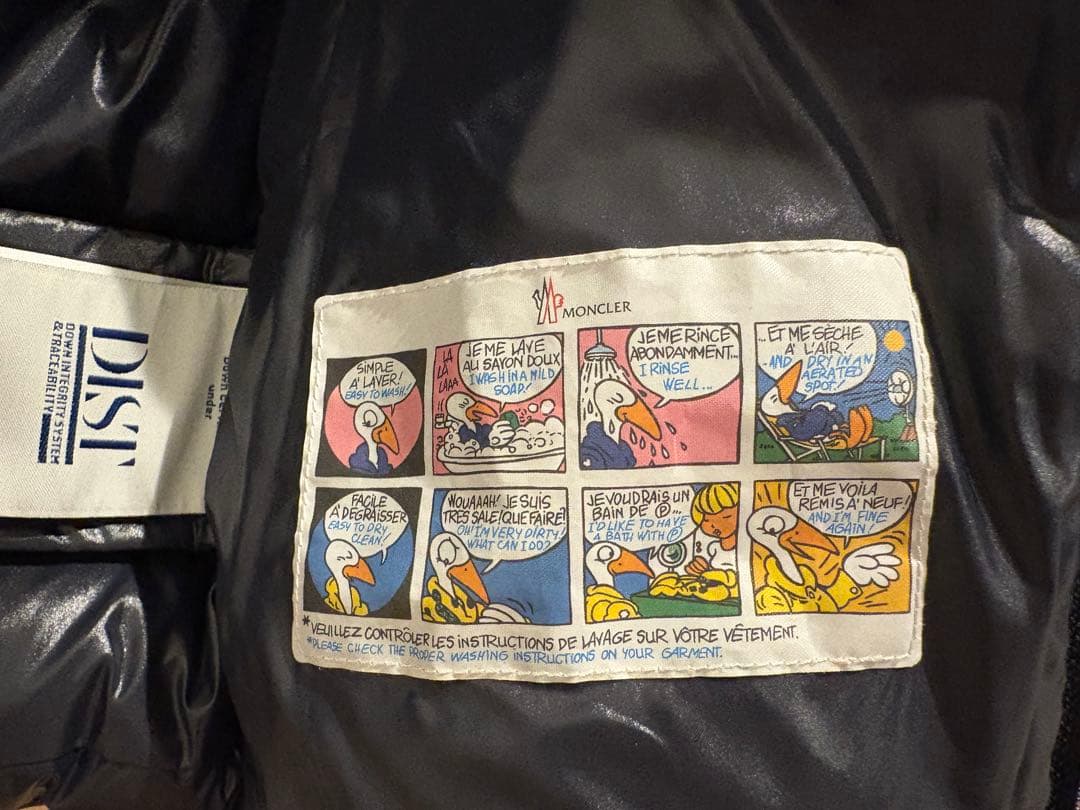 DIST
DOWN INTEGRITY SYSTEM
& TRACEABILITY
under
MONCLER
SIMPLE
A' LAVER!
EASY TO WASH!
LA
LA
LAAA
JE ME LAVE
AU SAVON DOUX
I WASH IN A MILD
SOAP!
JE ME RINCE
ABONDAMMENT...
I RINSE
WELL...
...ET ME SÈCHE
A' L'AIR!
...AND DRY IN AN
AERATED
SPOT!
FACILE
A' DEGRAISSER
EASY TO DRY
CLEAN!
WOUAAAH! JE SUIS
TRES SALE! QUE FAIRE?
OH! I'M VERY DIRTY!
WHAT CAN I DO?
JE VOUDRAIS UN
BAIN DE Ⓟ...
I'D LIKE TO HAVE
A BATH WITH Ⓟ
ET ME VOILA
REMIS A' NEUF!
AND I'M FINE
AGAIN!
*VEUILLEZ CONTRÔLER LES INSTRUCTIONS DE LAVAGE SUR VÔTRE VÊTEMENT.
*PLEASE CHECK THE PROPER WASHING INSTRUCTIONS ON YOUR GARMENT.